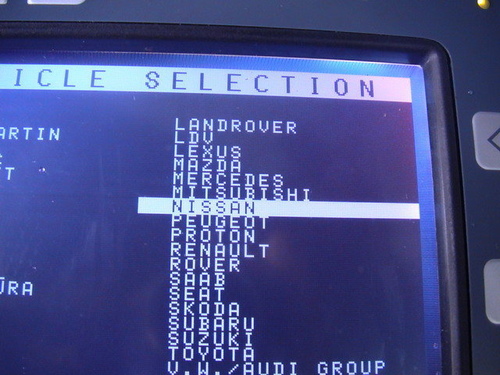 ICLE SELECTION
ARTIN
T
ŪRA
LANDROVER
LDV
LEXUS
MAZDA
MERCEDES
MITSUBISHI
NISSAN
PEUGEOT
PROTON
RENAULT
ROVER
SAAB
SEAT
SKODA
SUBARU
SUZUKI
TOYOTA
V.W./AUDI GROUP